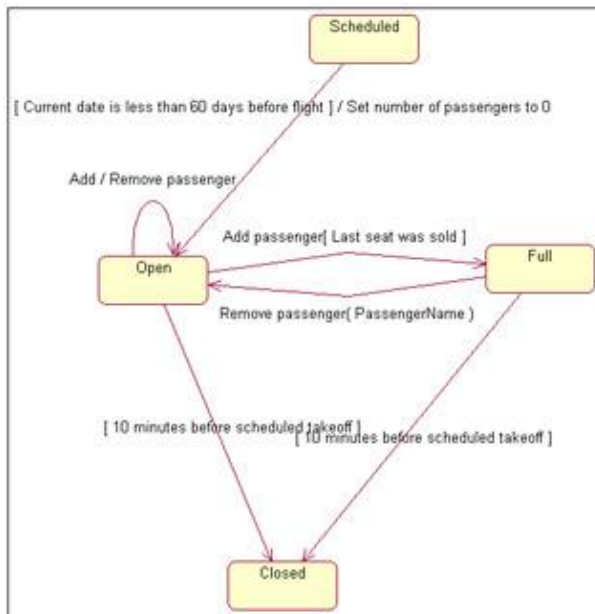 Scheduled
[ Current date is less than 60 days before flight ] / Set number of passengers to 0
Add / Remove passenger
Add passenger[ Last seat was sold ]
Open
Full
Remove passenger( PassengerName )
[ 10 minutes before scheduled takeoff ]
[ 10 minutes before scheduled takeoff ]
Closed